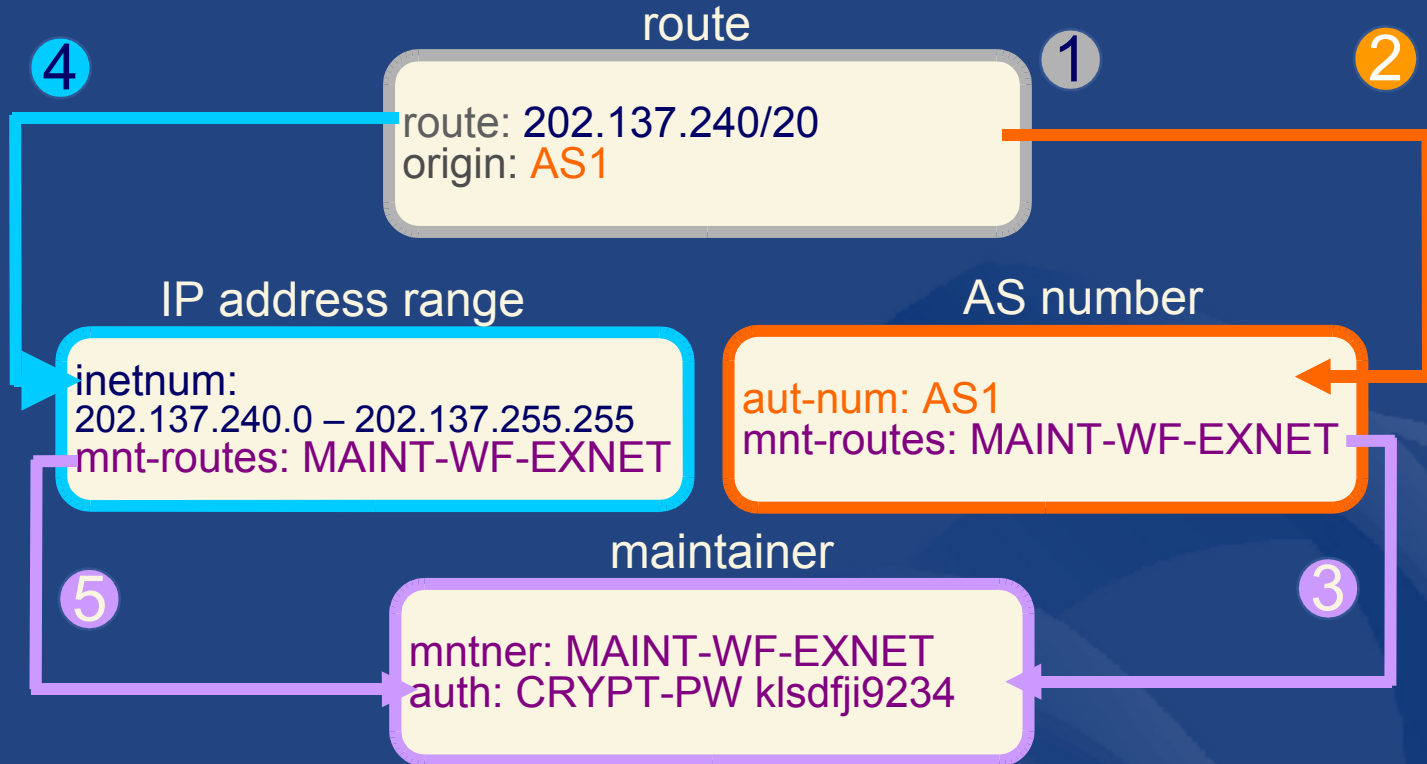 route
4
1
2
route: 202.137.240/20
origin: AS1
IP address range
AS number
inetnum:
202.137.240.0 – 202.137.255.255
mnt-routes: MAINT-WF-EXNET
aut-num: AS1
mnt-routes: MAINT-WF-EXNET
maintainer
5
3
mntner: MAINT-WF-EXNET
auth: CRYPT-PW klsdfji9234